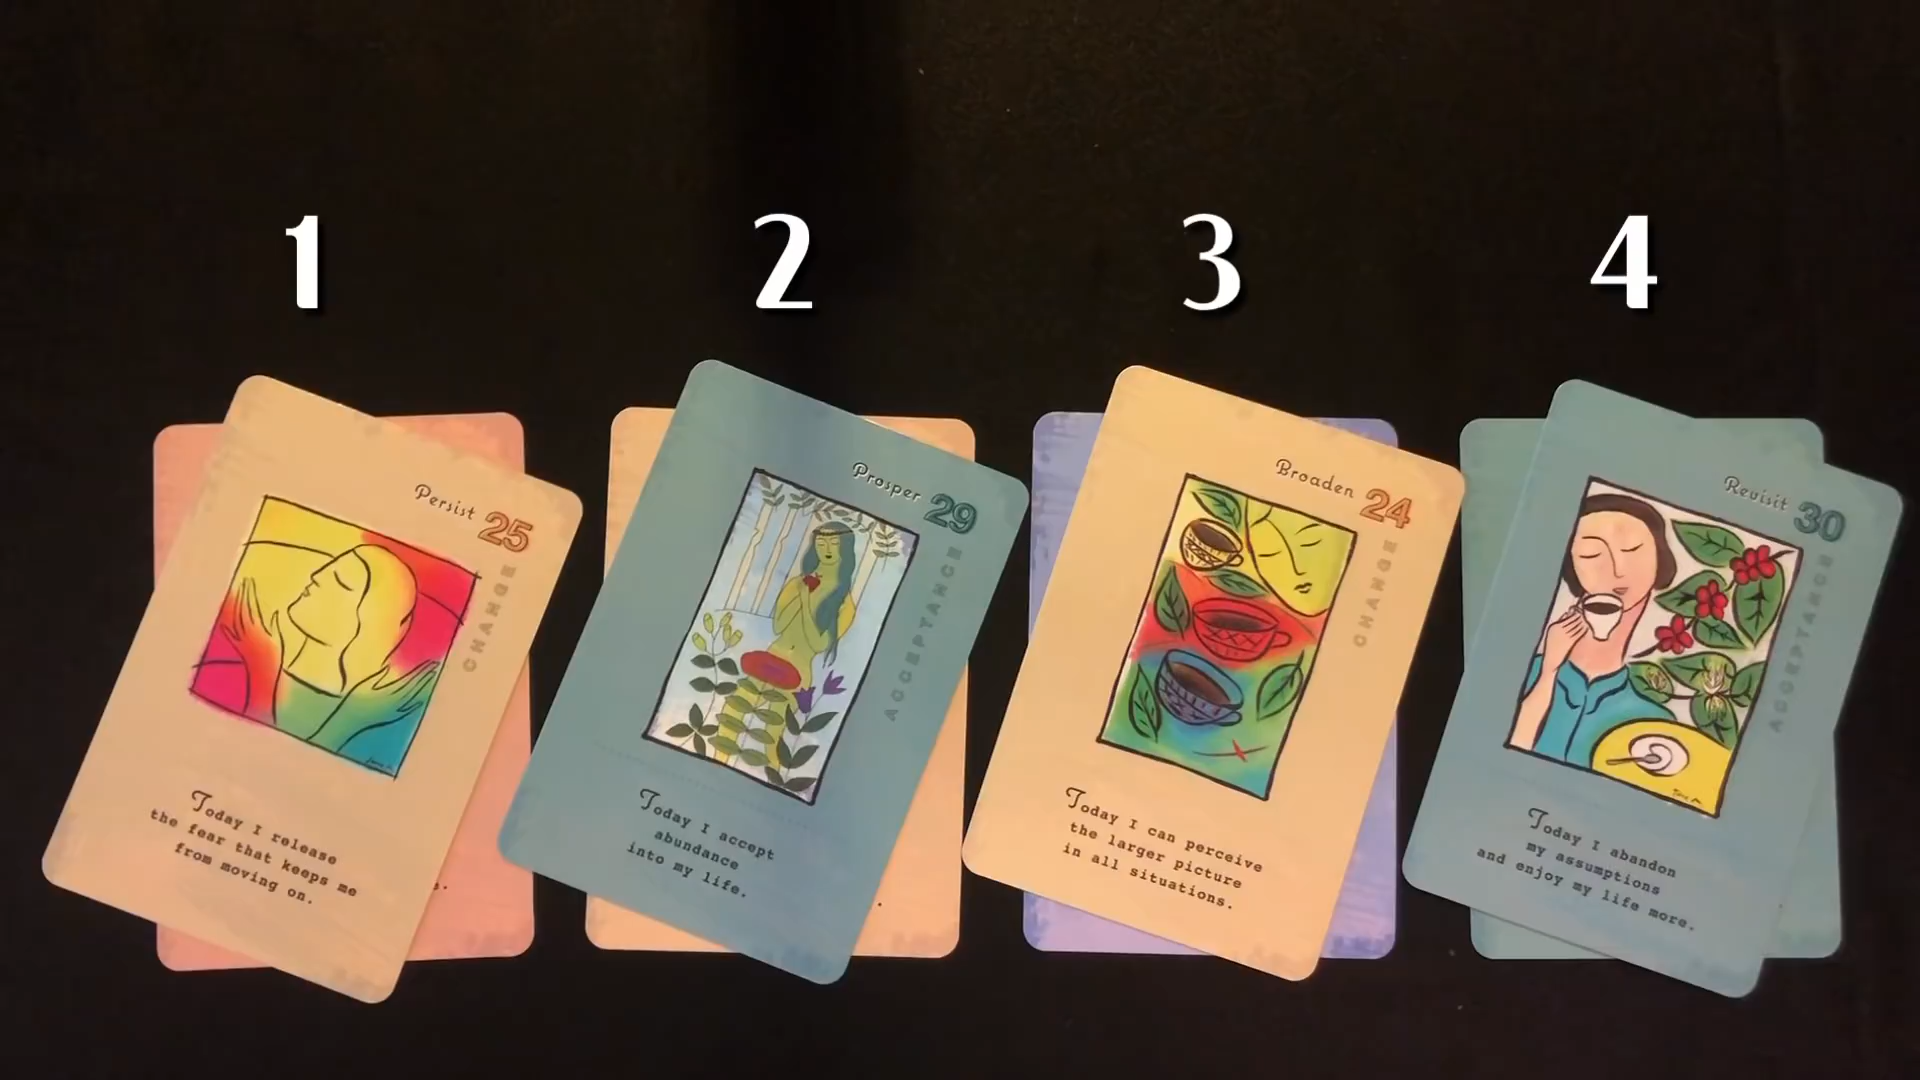 1
2
3
4
Persist 25
CHANGE
Today I release
the fear that keeps me
from moving on.
Prosper 29
ACCEPTANCE
Today I accept
abundance
into my life.
Broaden 24
CHANGE
Today I can perceive
the larger picture
in all situations.
Revisit 30
ACCEPTANCE
Today I abandon
my assumptions
and enjoy my life more.